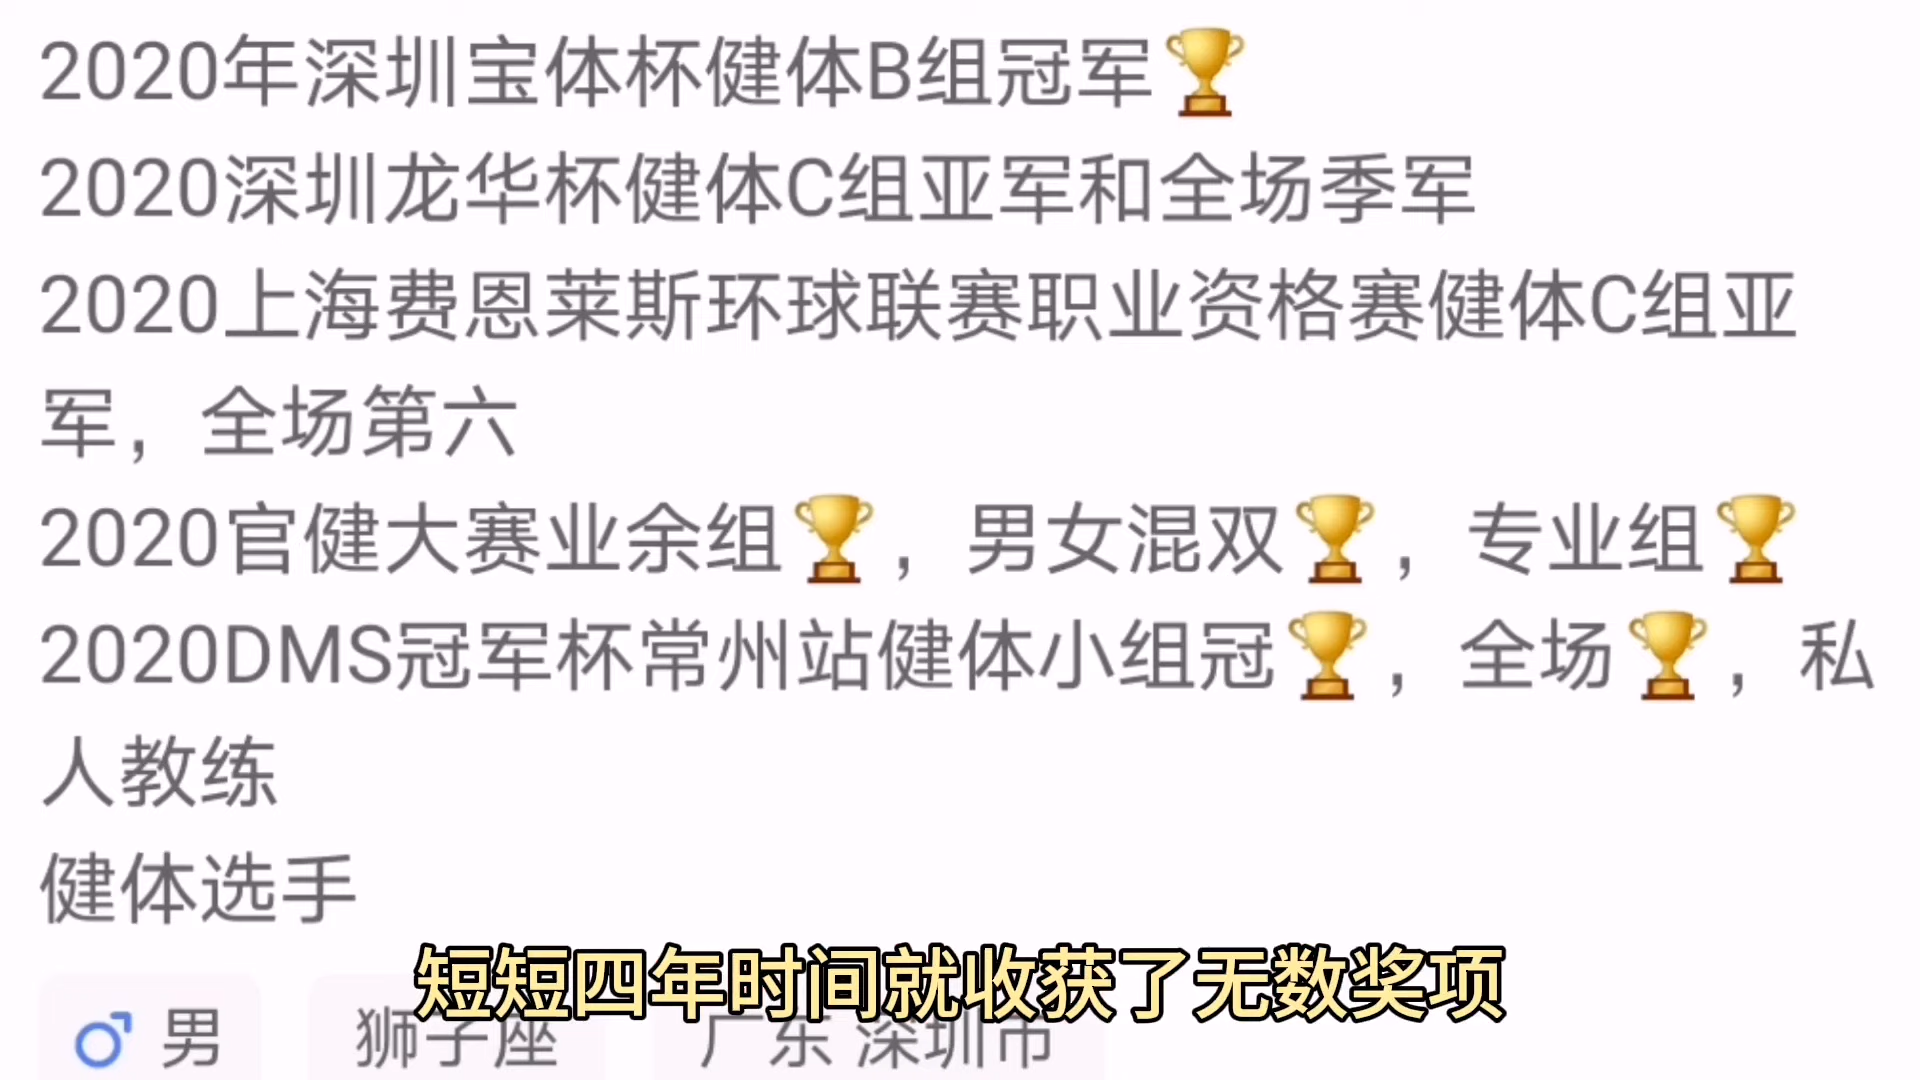 2020年深圳宝体杯健体B组冠军🏆
2020深圳龙华杯健体C组亚军和全场季军
2020上海费恩莱斯环球联赛职业资格赛健体C组亚
军，全场第六
2020官健大赛业余组🏆，男女混双🏆，专业组🏆
2020DMS冠军杯常州站健体小组冠🏆，全场🏆，私
人教练
健体选手
短短四年时间就收获了无数奖项
♂ 男 狮子座 广东 深圳市